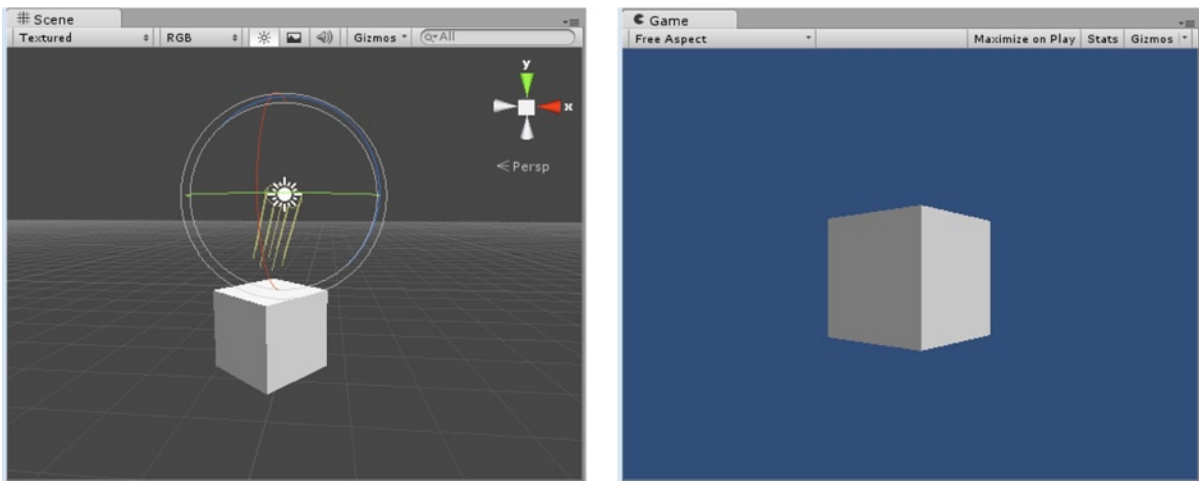 Scene
Textured RGB Gizmos All
y
x
Persp
Game
Free Aspect Maximize on Play Stats Gizmos